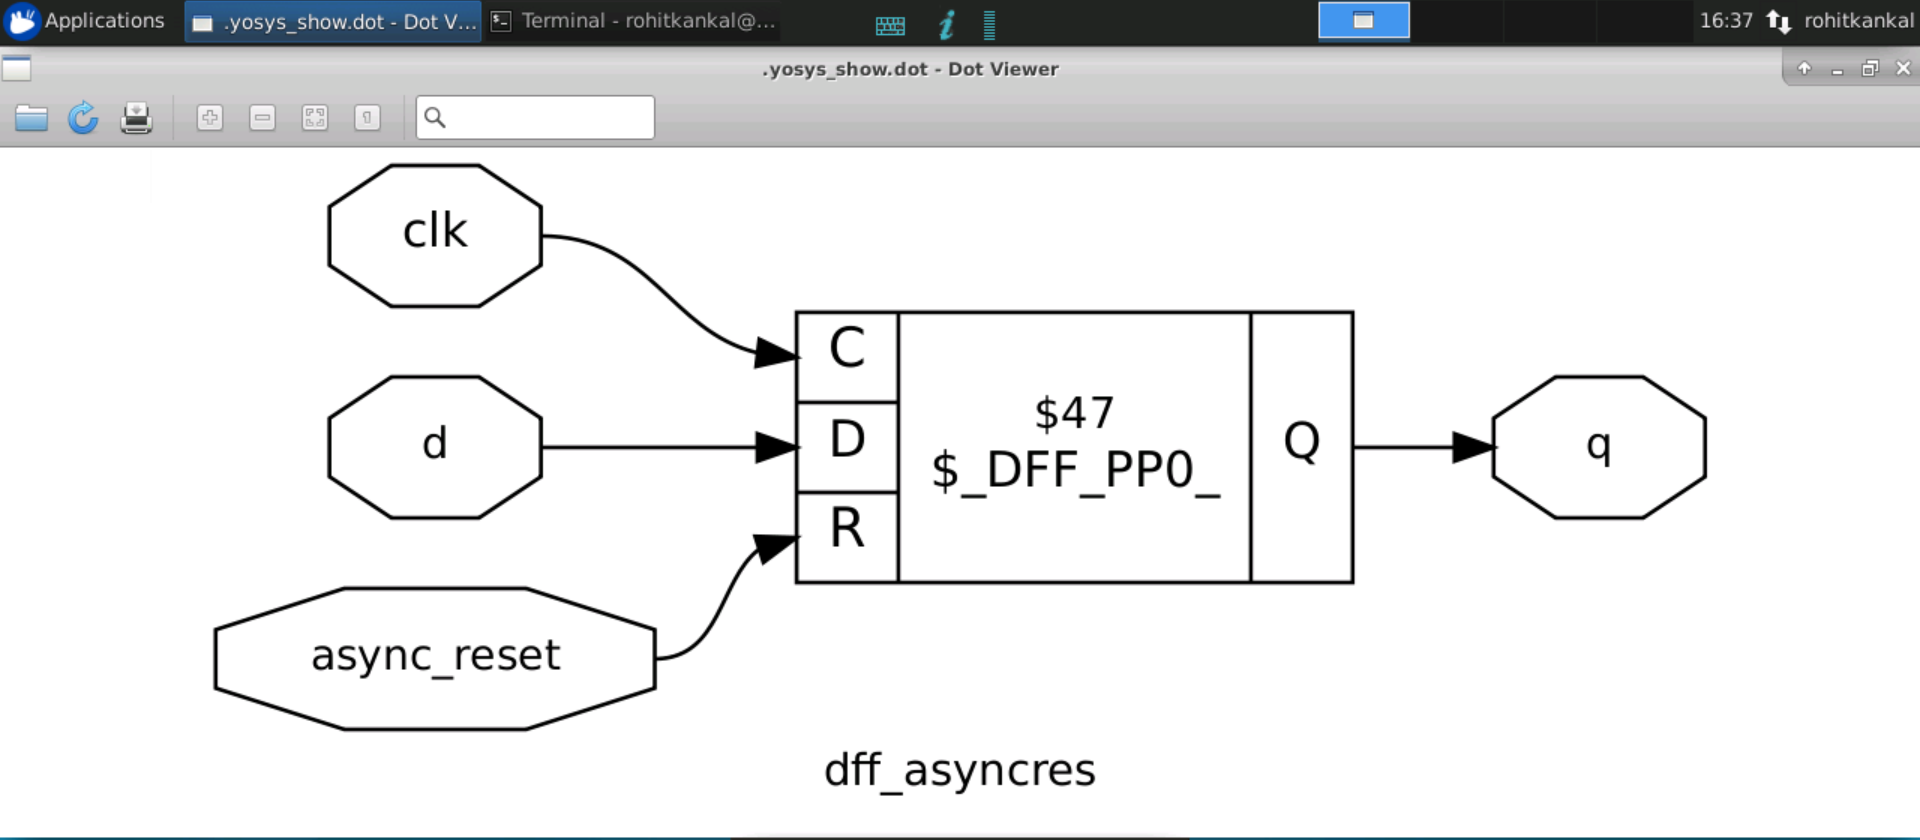 Applications
.yosys_show.dot - Dot V...
Terminal - rohitkankal@...
16:37
rohitkankal
.yosys_show.dot - Dot Viewer
clk
d
async_reset
C
D
R
$47
$_DFF_PP0_
Q
q
dff_asyncres